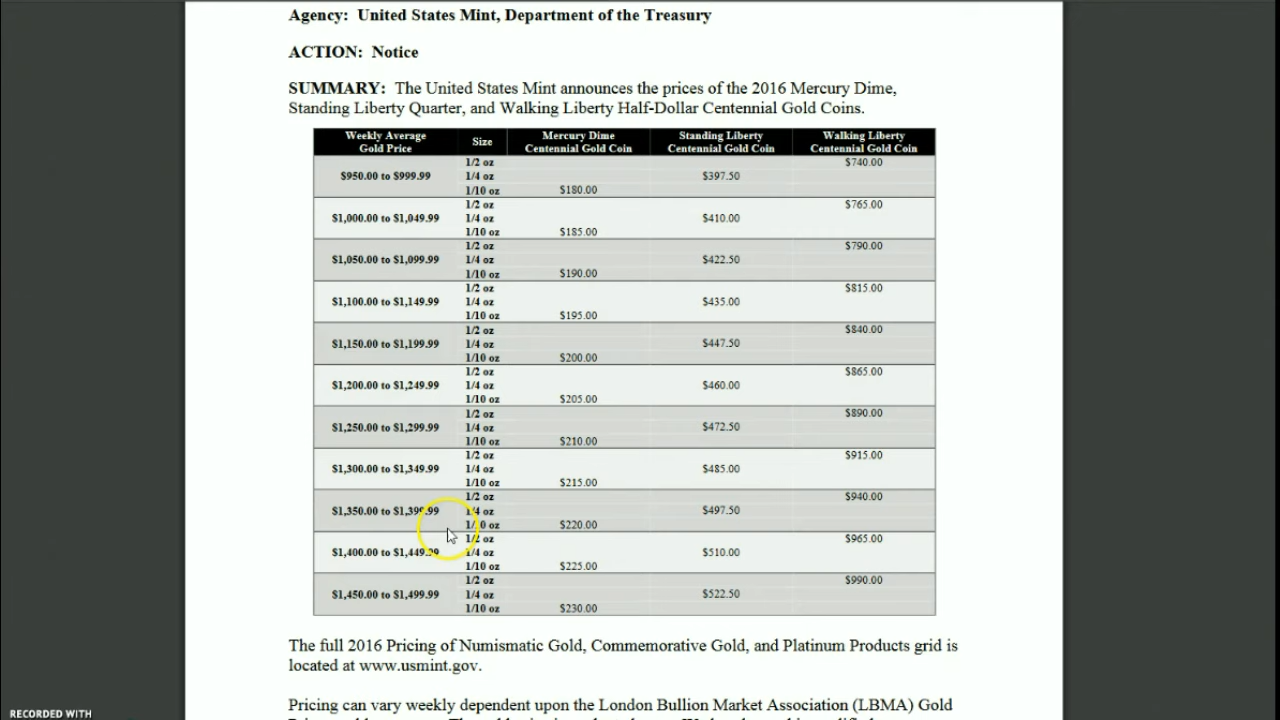 Agency: United States Mint, Department of the Treasury
ACTION: Notice
SUMMARY: The United States Mint announces the prices of the 2016 Mercury Dime,
Standing Liberty Quarter, and Walking Liberty Half-Dollar Centennial Gold Coins.
Weekly Average Gold Price Size Mercury Dime Centennial Gold Coin Standing Liberty Centennial Gold Coin Walking Liberty Centennial Gold Coin
1/2 oz $740.00
$950.00 to $999.99 1/4 oz $397.50
1/10 oz $180.00
1/2 oz $765.00
$1,000.00 to $1,049.99 1/4 oz $410.00
1/10 oz $185.00
1/2 oz $790.00
$1,050.00 to $1,099.99 1/4 oz $422.50
1/10 oz $190.00
1/2 oz $815.00
$1,100.00 to $1,149.99 1/4 oz $435.00
1/10 oz $195.00
1/2 oz $840.00
$1,150.00 to $1,199.99 1/4 oz $447.50
1/10 oz $200.00
1/2 oz $865.00
$1,200.00 to $1,249.99 1/4 oz $460.00
1/10 oz $205.00
1/2 oz $890.00
$1,250.00 to $1,299.99 1/4 oz $472.50
1/10 oz $210.00
1/2 oz $915.00
$1,300.00 to $1,349.99 1/4 oz $485.00
1/10 oz $215.00
1/2 oz $940.00
$1,350.00 to $1,399.99 1/4 oz $497.50
1/10 oz $220.00
1/2 oz $965.00
$1,400.00 to $1,449.99 1/4 oz $510.00
1/10 oz $225.00
1/2 oz $990.00
$1,450.00 to $1,499.99 1/4 oz $522.50
1/10 oz $230.00
The full 2016 Pricing of Numismatic Gold, Commemorative Gold, and Platinum Products grid is
located at www.usmint.gov.
Pricing can vary weekly dependent upon the London Bullion Market Association (LBMA) Gold
RECORDED WITH